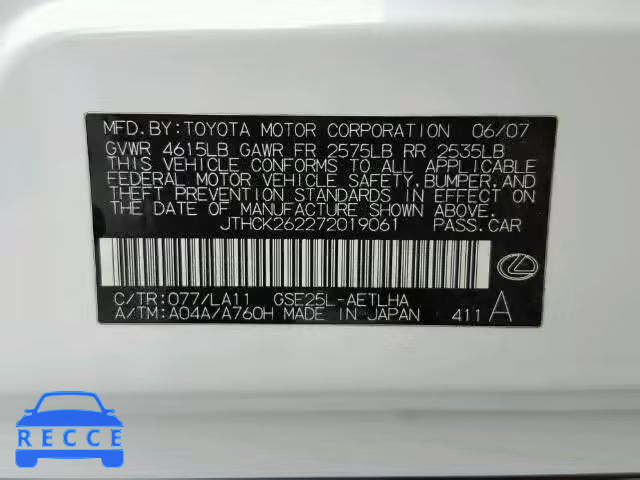 MFD.BY:TOYOTA MOTOR CORPORATION 06/07
GVWR 4615LB GAWR FR 2575LB RR 2535LB
THIS VEHICLE CONFORMS TO ALL APPLICABLE
FEDERAL MOTOR VEHICLE SAFETY,BUMPER,AND
THEFT PREVENTION STANDARDS IN EFFECT ON
THE DATE OF MANUFACTURE SHOWN ABOVE.
JTHCK262272019061 PASS.CAR
C/TR:077/LA11 GSE25L-AETLHA
A/TM:A04A/A760H MADE IN JAPAN 411 A
RECCE